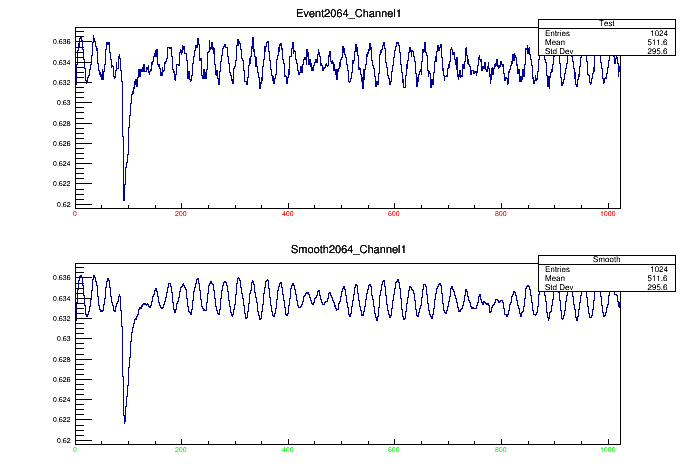 Event2064_Channel1
Test
Entries 1024
Mean 511.6
Std Dev 295.6
0.636
0.634
0.632
0.63
0.628
0.626
0.624
0.622
0.62
0 200 400 600 800 1000
Smooth2064_Channel1
Smooth
Entries 1024
Mean 511.6
Std Dev 295.6
0.636
0.634
0.632
0.63
0.628
0.626
0.624
0.622
0.62
0 200 400 600 800 1000